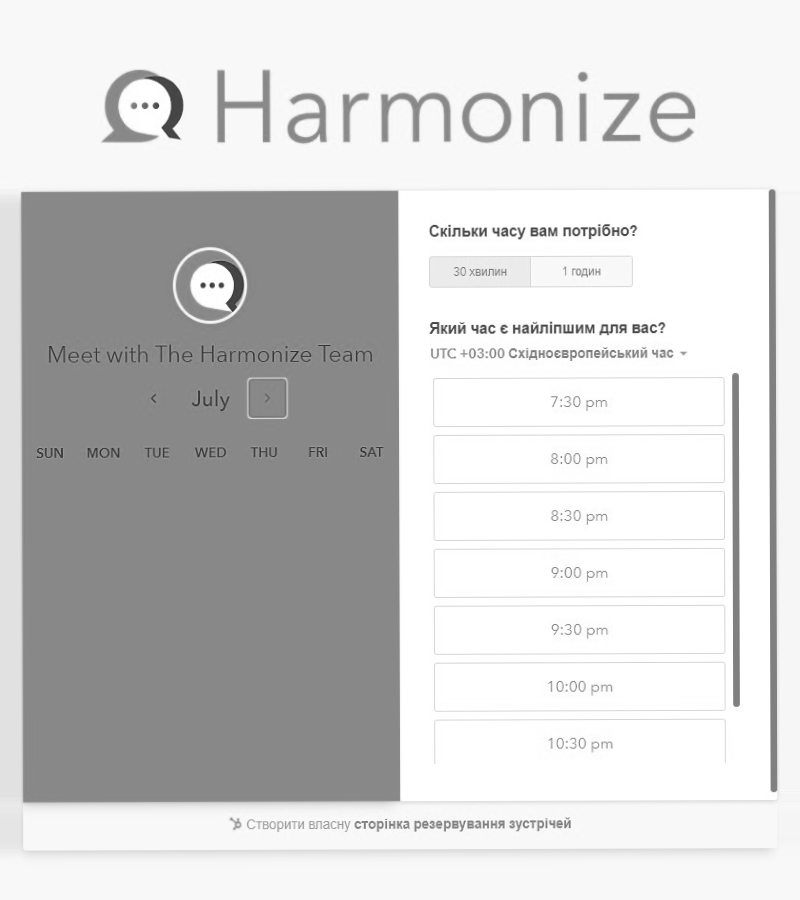 Harmonize
Meet with The Harmonize Team
July
SUN MON TUE WED THU FRI SAT
Скільки часу вам потрібно?
30 хвилин 1 годин
Який час є найліпшим для вас?
UTC +03:00 Східноєвропейський час
7:30 pm
8:00 pm
8:30 pm
9:00 pm
9:30 pm
10:00 pm
10:30 pm
Створити власну сторінка резервування зустрічей